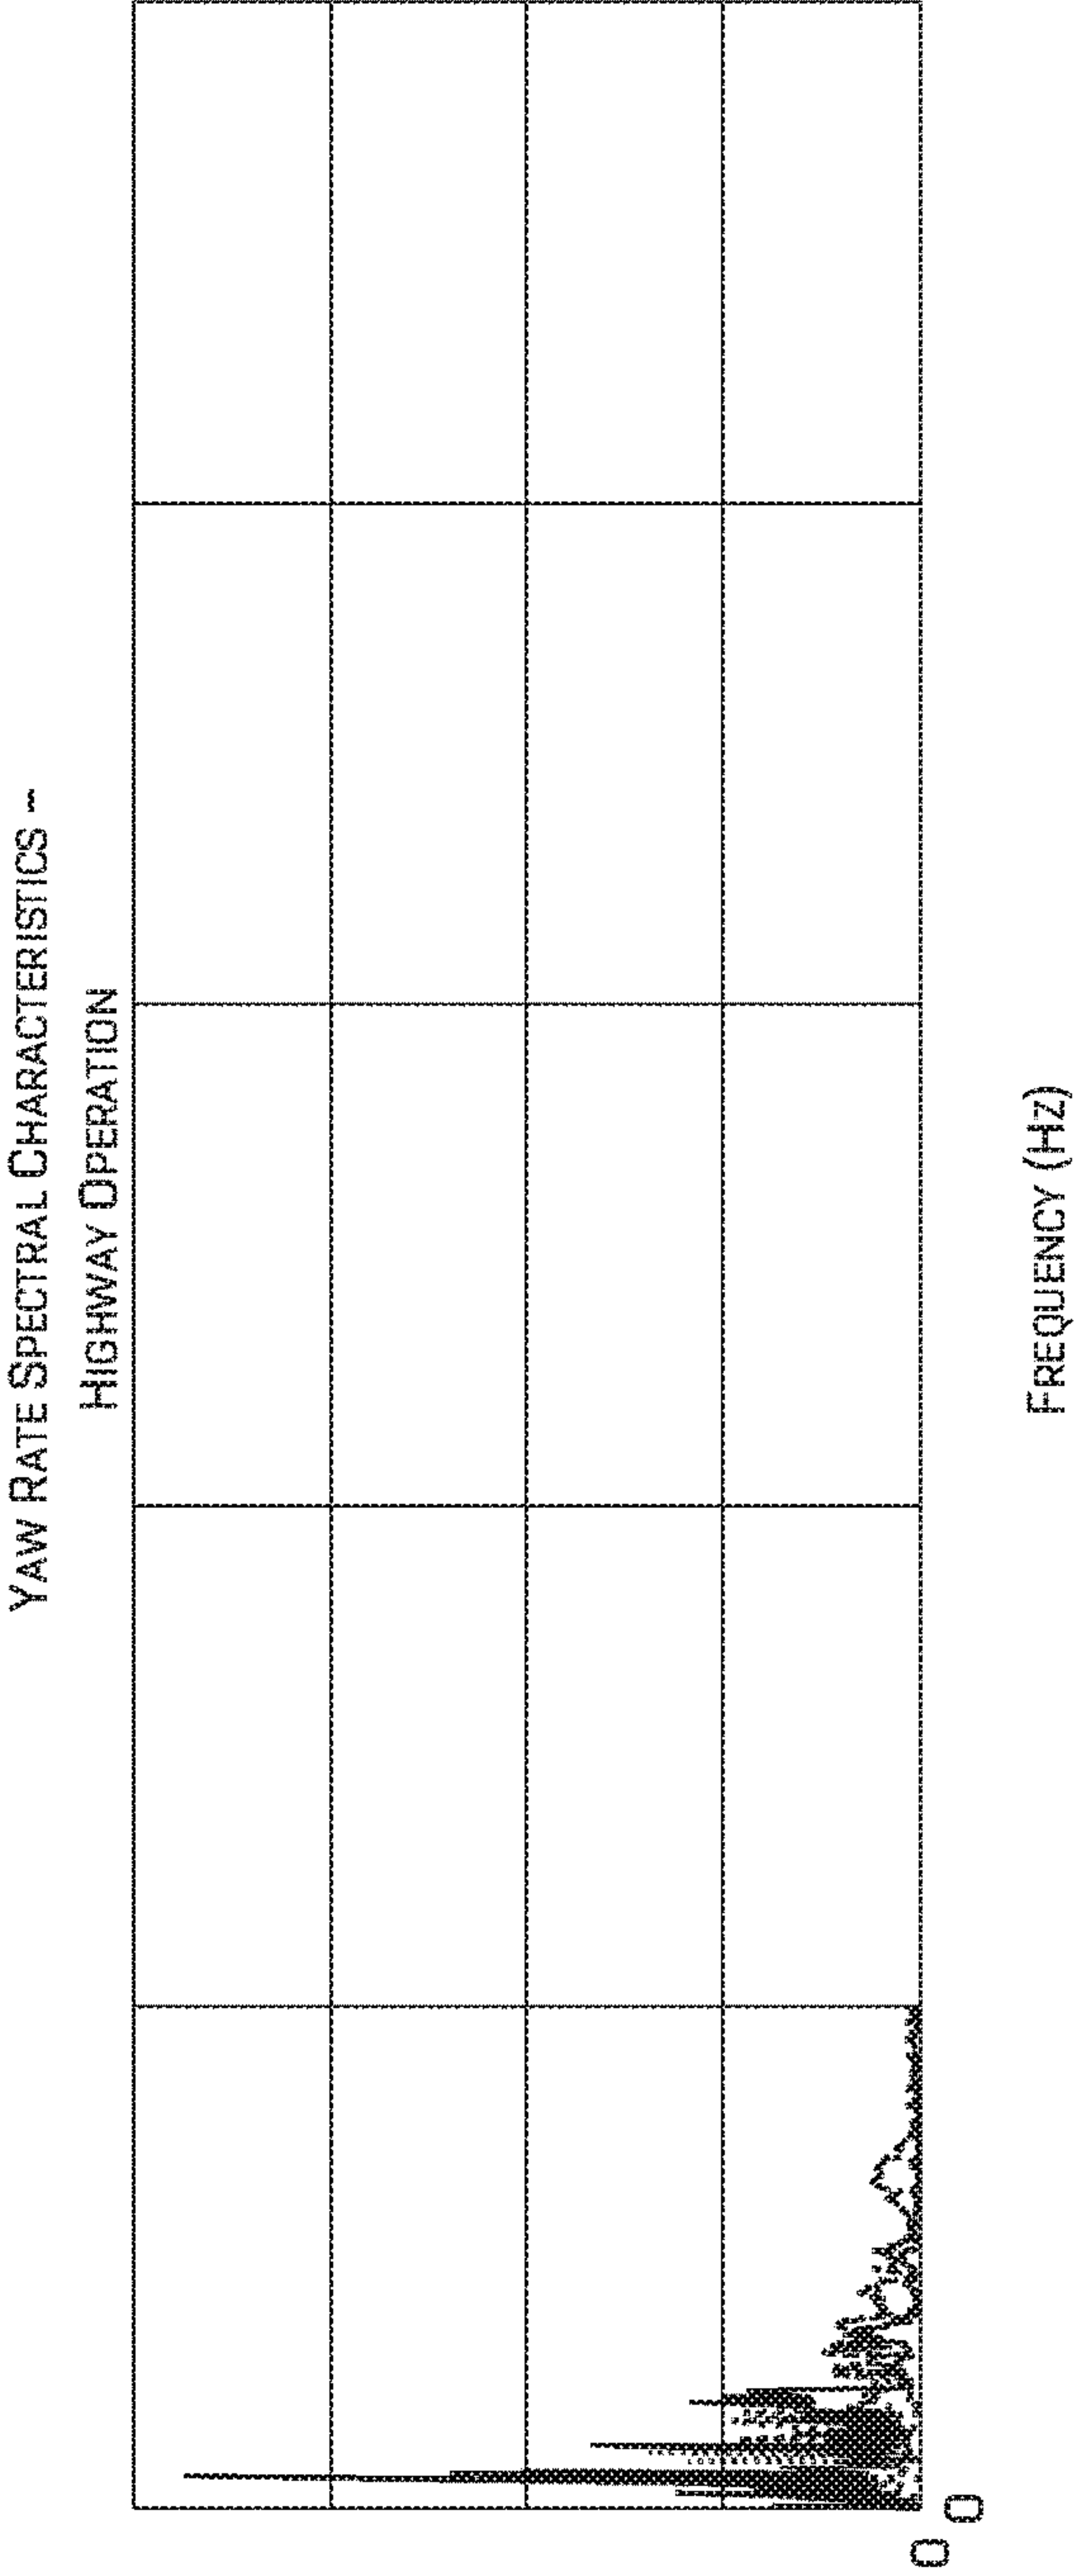 YAW RATE SPECTRAL CHARACTERISTICS --
HIGHWAY OPERATION
0
0
FREQUENCY (HZ)